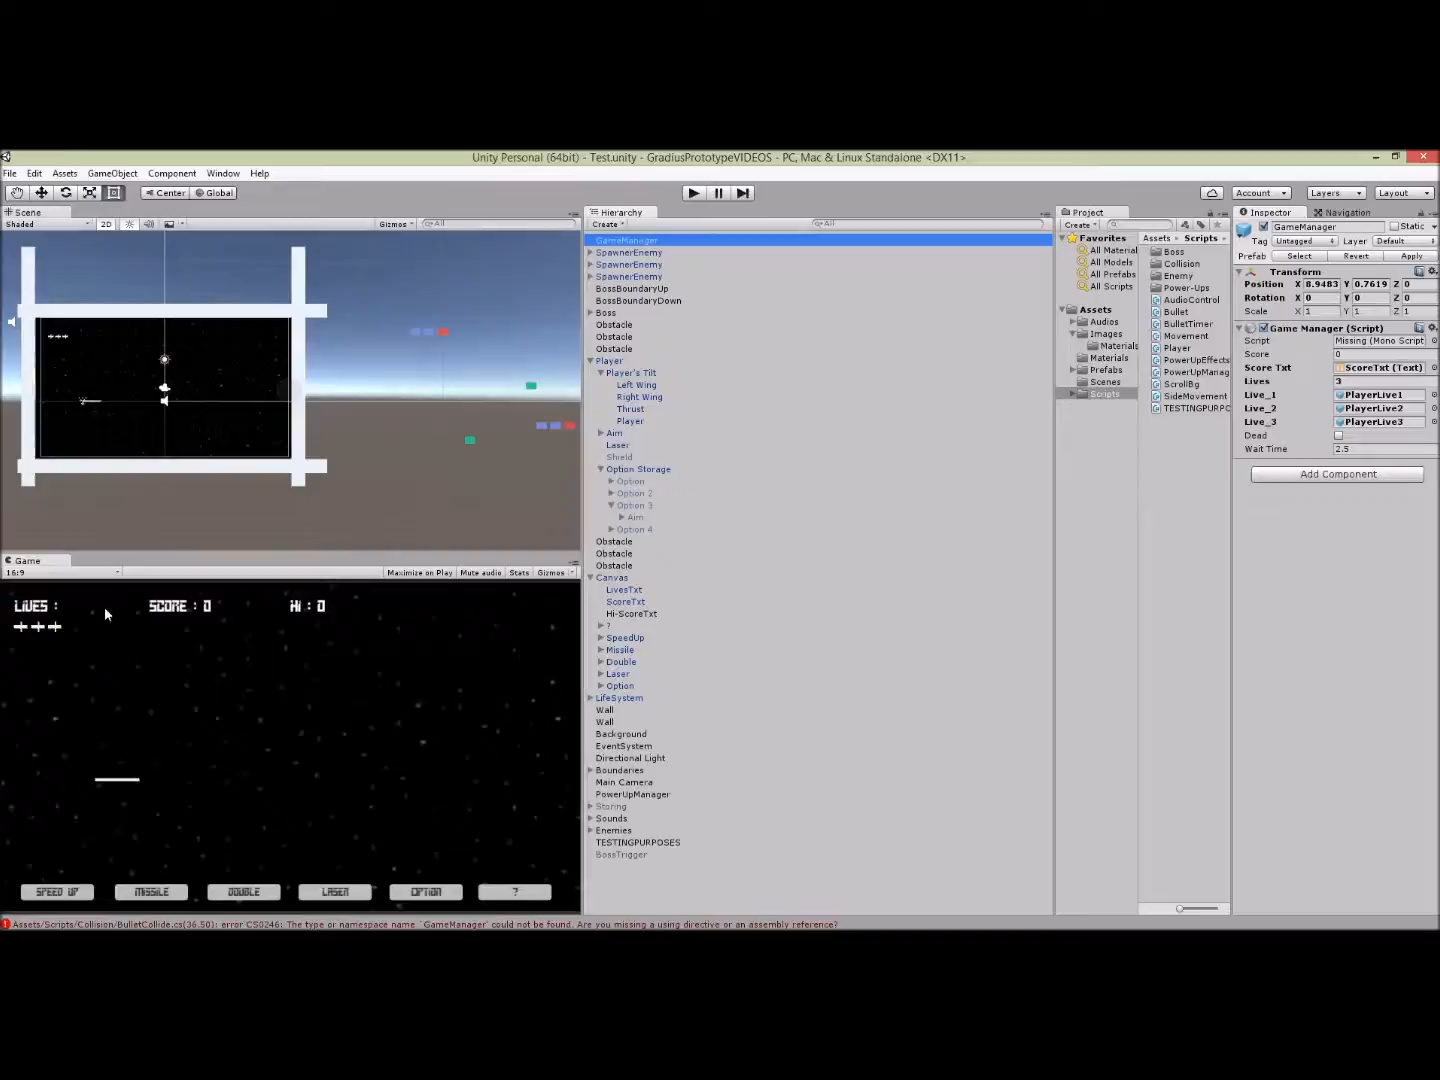 Unity Personal (64bit) - Test.unity - GradiusPrototypeVIDEOS - PC, Mac & Linux Standalone <DX11>
File Edit Assets GameObject Component Window Help
Center Global
Account Layers Layout
Scene
Shaded 2D Gizmos All
Game
16:9 Maximize on Play Mute audio Stats Gizmos
LIVES :
SCORE : 0
HI : 0
SPEED UP
MISSILE
DOUBLE
LASER
OPTION
?
Hierarchy
Create All
GameManager
SpawnerEnemy
SpawnerEnemy
SpawnerEnemy
BossBoundaryUp
BossBoundaryDown
Boss
Obstacle
Obstacle
Obstacle
Player
Player's Tilt
Left Wing
Right Wing
Thrust
Player
Aim
Laser
Shield
Option Storage
Option
Option 2
Option 3
Aim
Option 4
Obstacle
Obstacle
Obstacle
Canvas
LivesTxt
ScoreTxt
Hi-ScoreTxt
?
SpeedUp
Missile
Double
Laser
Option
LifeSystem
Wall
Wall
Background
EventSystem
Directional Light
Boundaries
Main Camera
PowerUpManager
Storing
Sounds
Enemies
TESTINGPURPOSES
BossTrigger
Project
Create
Favorites
All Material
All Models
All Prefabs
All Scripts
Assets
Audios
Images
Materials
Materials
Prefabs
Scenes
Scripts
Assets Scripts
Boss
Collision
Enemy
Power-Ups
AudioControl
Bullet
BulletTimer
Movement
Player
PowerUpEffects
PowerUpManag
ScrollBg
SideMovement
TESTINGPURPO
Inspector Navigation
GameManager Static
Tag Untagged Layer Default
Prefab Select Revert Apply
Transform
Position X 8.9483 Y 0.7619 Z 0
Rotation X 0 Y 0 Z 0
Scale X 1 Y 1 Z 1
Game Manager (Script)
Script Missing (Mono Script
Score 0
Score Txt ScoreTxt (Text)
Lives 3
Live_1 PlayerLive1
Live_2 PlayerLive2
Live_3 PlayerLive3
Dead
Wait Time 2.5
Add Component
Assets/Scripts/Collision/BulletCollide.cs(36,50): error CS0246: The type or namespace name `GameManager' could not be found. Are you missing a using directive or an assembly reference?